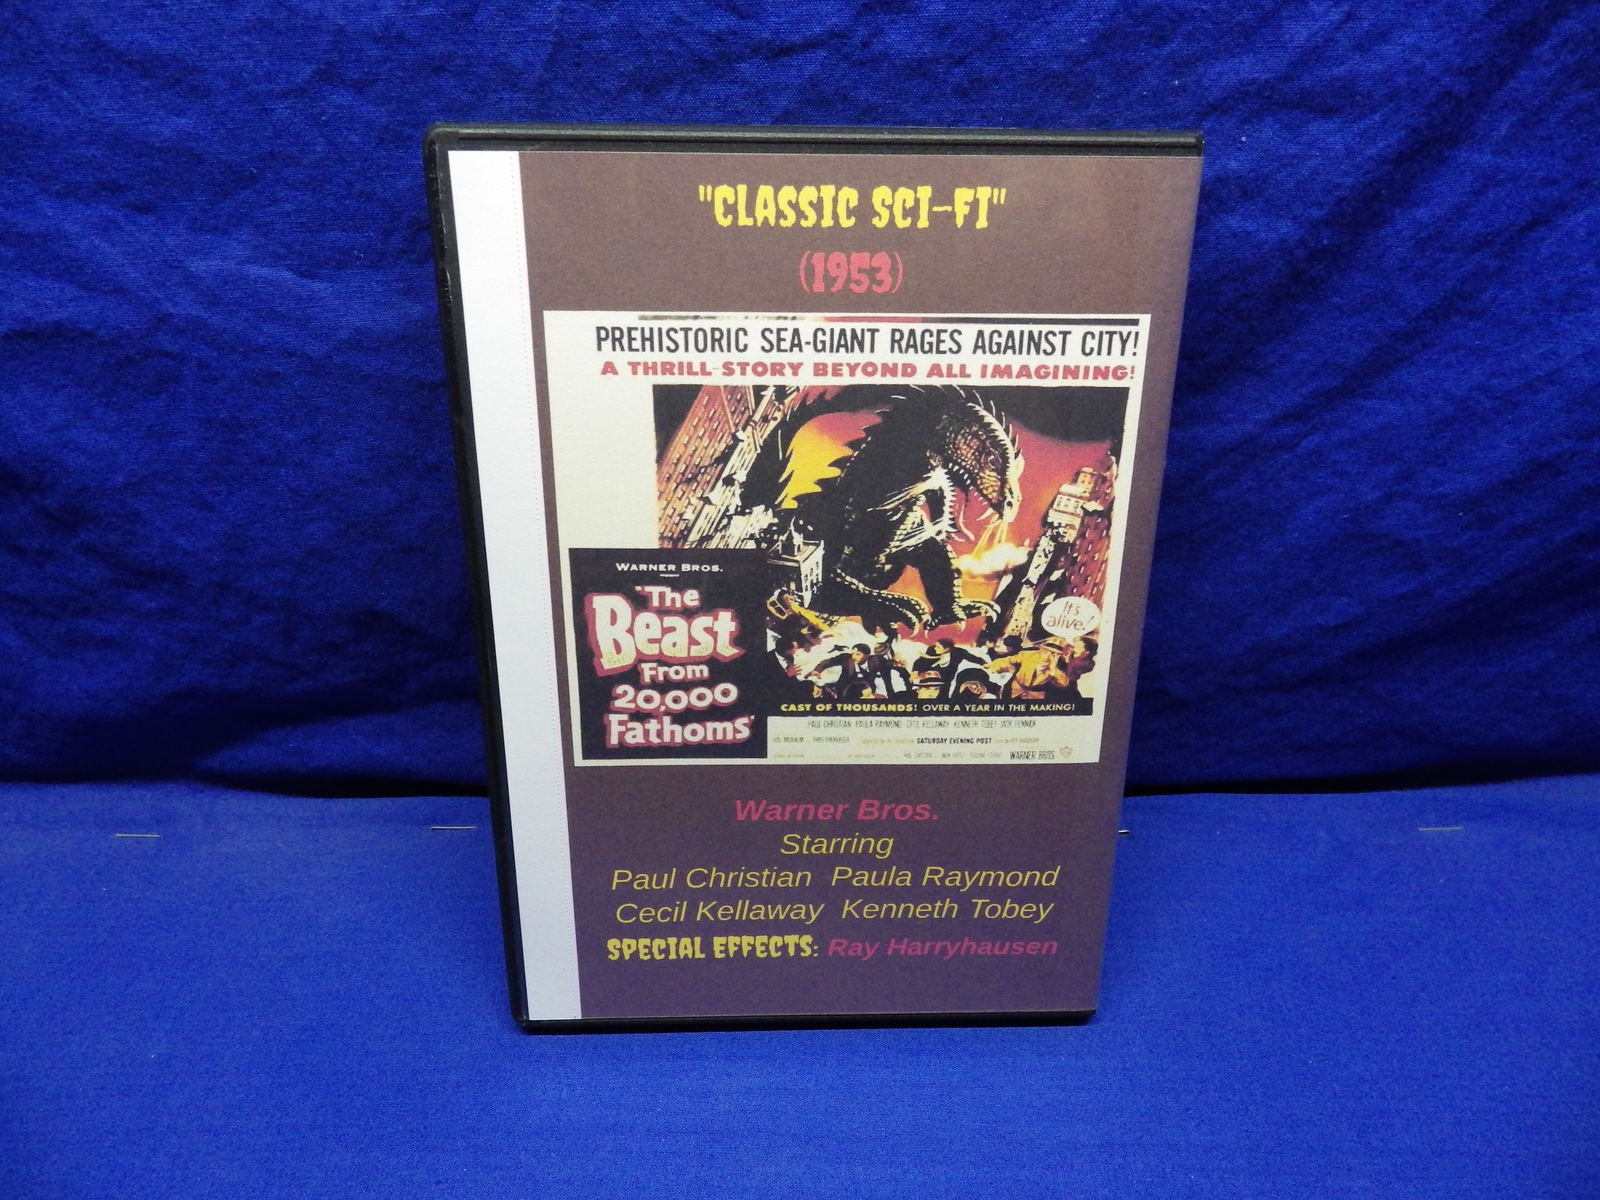 "CLASSIC SCI-FI"
(1953)
PREHISTORIC SEA-GIANT RAGES AGAINST CITY!
A THRILL-STORY BEYOND ALL IMAGINING!
WARNER BROS.
PRESENT
"The
Beast
From
20,000
Fathoms"
It's
alive!
CAST OF THOUSANDS! OVER A YEAR IN THE MAKING!
PAUL CHRISTIAN PAULA RAYMOND CECIL KELLAWAY KENNETH TOBEY JACK PENNICK
SATURDAY EVENING POST
WARNER BROS.
Warner Bros.
Starring
Paul Christian Paula Raymond
Cecil Kellaway Kenneth Tobey
SPECIAL EFFECTS: Ray Harryhausen